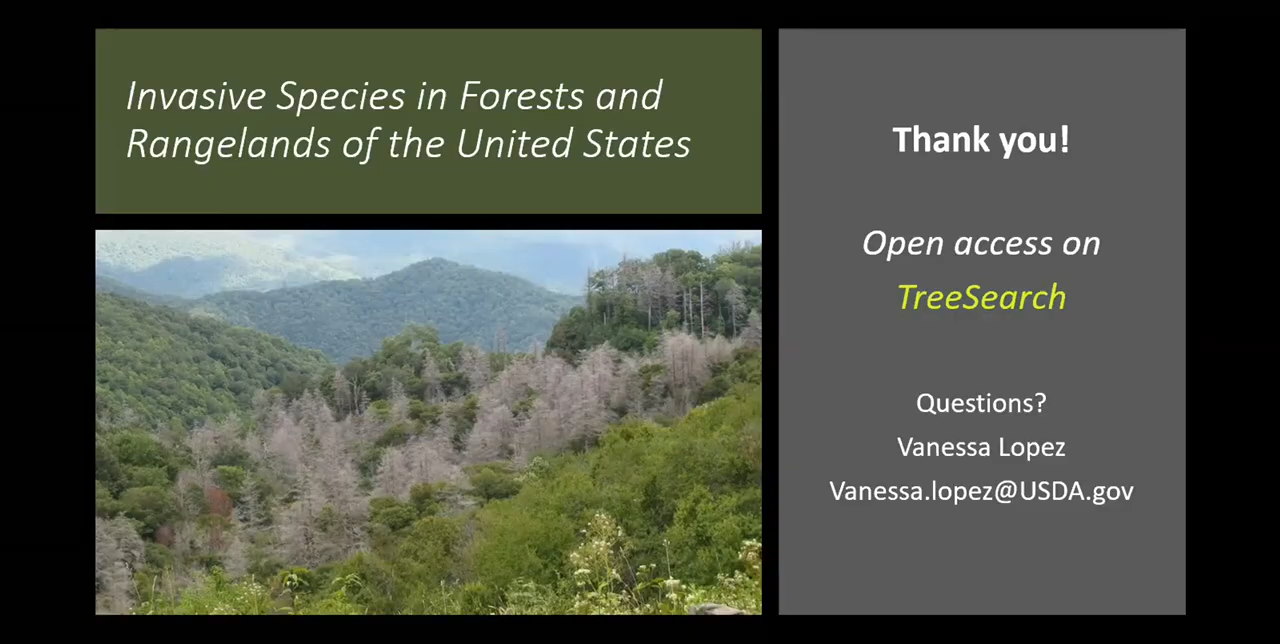 Invasive Species in Forests and
Rangelands of the United States
Thank you!
Open access on
TreeSearch
Questions?
Vanessa Lopez
Vanessa.lopez@USDA.gov